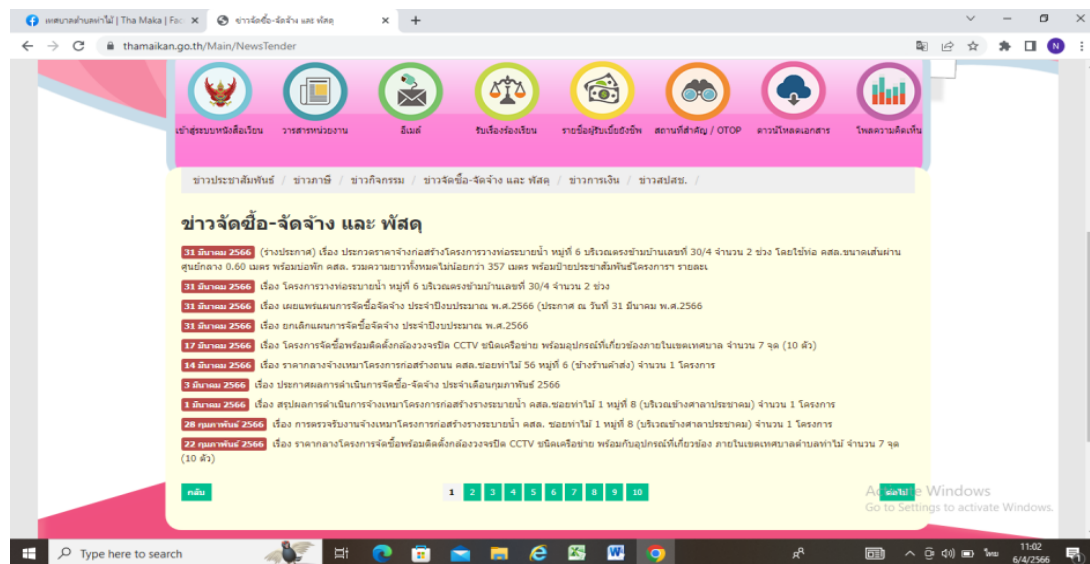 เทศบาลตำบลท่าไม้ | Tha Maka | Fac
ข่าวจัดซื้อ-จัดจ้าง และ พัสดุ
thamaikan.go.th/Main/NewsTender
N
เข้าสู่ระบบหนังสือเวียน
วารสารหน่วยงาน
อีเมล์
รับเรื่องร้องเรียน
รายชื่อผู้รับเบี้ยยังชีพ
สถานที่สำคัญ / OTOP
ดาวน์โหลดเอกสาร
โพลความคิดเห็น
ข่าวประชาสัมพันธ์ / ข่าวภาษี / ข่าวกิจกรรม / ข่าวจัดซื้อ-จัดจ้าง และ พัสดุ / ข่าวการเงิน / ข่าวสปสช. /
ข่าวจัดซื้อ-จัดจ้าง และ พัสดุ
31 มีนาคม 2566 (ร่างประกาศ) เรื่อง ประกวดราคาจ้างก่อสร้างโครงการวางท่อระบายน้ำ หมู่ที่ 6 บริเวณตรงข้ามบ้านเลขที่ 30/4 จำนวน 2 ช่วง โดยใช้ท่อ คสล.ขนาดเส้นผ่าน
ศูนย์กลาง 0.60 เมตร พร้อมบ่อพัก คสล. รวมความยาวทั้งหมดไม่น้อยกว่า 357 เมตร พร้อมป้ายประชาสัมพันธ์โครงการฯ รายละเ
31 มีนาคม 2566 เรื่อง โครงการวางท่อระบายน้ำ หมู่ที่ 6 บริเวณตรงข้ามบ้านเลขที่ 30/4 จำนวน 2 ช่วง
31 มีนาคม 2566 เรื่อง เผยแพร่แผนการจัดซื้อจัดจ้าง ประจำปีงบประมาณ พ.ศ.2566 (ประกาศ ณ วันที่ 31 มีนาคม พ.ศ.2566
31 มีนาคม 2566 เรื่อง ยกเลิกแผนการจัดซื้อจัดจ้าง ประจำปีงบประมาณ พ.ศ.2566
17 มีนาคม 2566 เรื่อง โครงการจัดซื้อพร้อมติดตั้งกล้องวงจรปิด CCTV ชนิดเครือข่าย พร้อมอุปกรณ์ที่เกี่ยวข้องภายในเขตเทศบาล จำนวน 7 จุด (10 ตัว)
14 มีนาคม 2566 เรื่อง ราคากลางจ้างเหมาโครงการก่อสร้างถนน คสล.ซอยท่าไม้ 56 หมู่ที่ 6 (ข้างร้านค้าส่ง) จำนวน 1 โครงการ
3 มีนาคม 2566 เรื่อง ประกาศผลการดำเนินการจัดซื้อ-จัดจ้าง ประจำเดือนกุมภาพันธ์ 2566
1 มีนาคม 2566 เรื่อง สรุปผลการดำเนินการจ้างเหมาโครงการก่อสร้างรางระบายน้ำ คสล.ซอยท่าไม้ 1 หมู่ที่ 8 (บริเวณข้างศาลาประชาคม) จำนวน 1 โครงการ
28 กุมภาพันธ์ 2566 เรื่อง การตรวจรับงานจ้างเหมาโครงการก่อสร้างรางระบายน้ำ คสล. ซอยท่าไม้ 1 หมู่ที่ 8 (บริเวณข้างศาลาประชาคม) จำนวน 1 โครงการ
22 กุมภาพันธ์ 2566 เรื่อง ราคากลางโครงการจัดซื้อพร้อมติดตั้งกล้องวงจรปิด CCTV ชนิดเครือข่าย พร้อมกับอุปกรณ์ที่เกี่ยวข้อง ภายในเขตเทศบาลตำบลท่าไม้ จำนวน 7 จุด
(10 ตัว)
กลับ 1 2 3 4 5 6 7 8 9 10 ต่อไป
Activate Windows
Go to Settings to activate Windows.
Type here to search
ไทย
11:02
6/4/2566